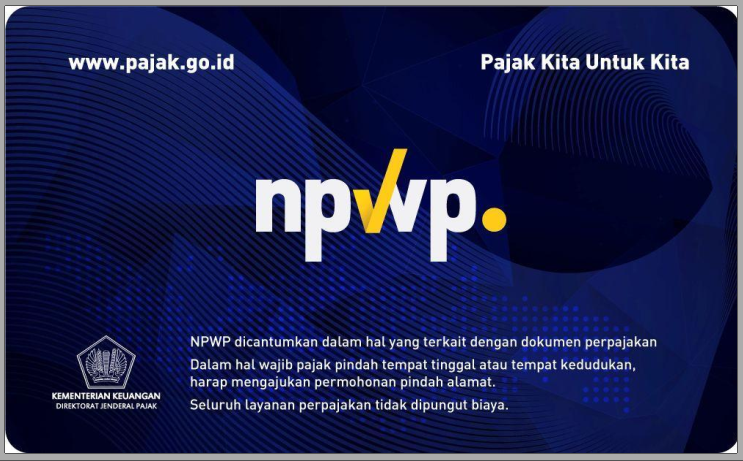 www.pajak.go.id
Pajak Kita Untuk Kita
npwp.
NPWP dicantumkan dalam hal yang terkait dengan dokumen perpajakan
Dalam hal wajib pajak pindah tempat tinggal atau tempat kedudukan,
harap mengajukan permohonan pindah alamat.
Seluruh layanan perpajakan tidak dipungut biaya.
KEMENTERIAN KEUANGAN
DIREKTORAT JENDERAL PAJAK